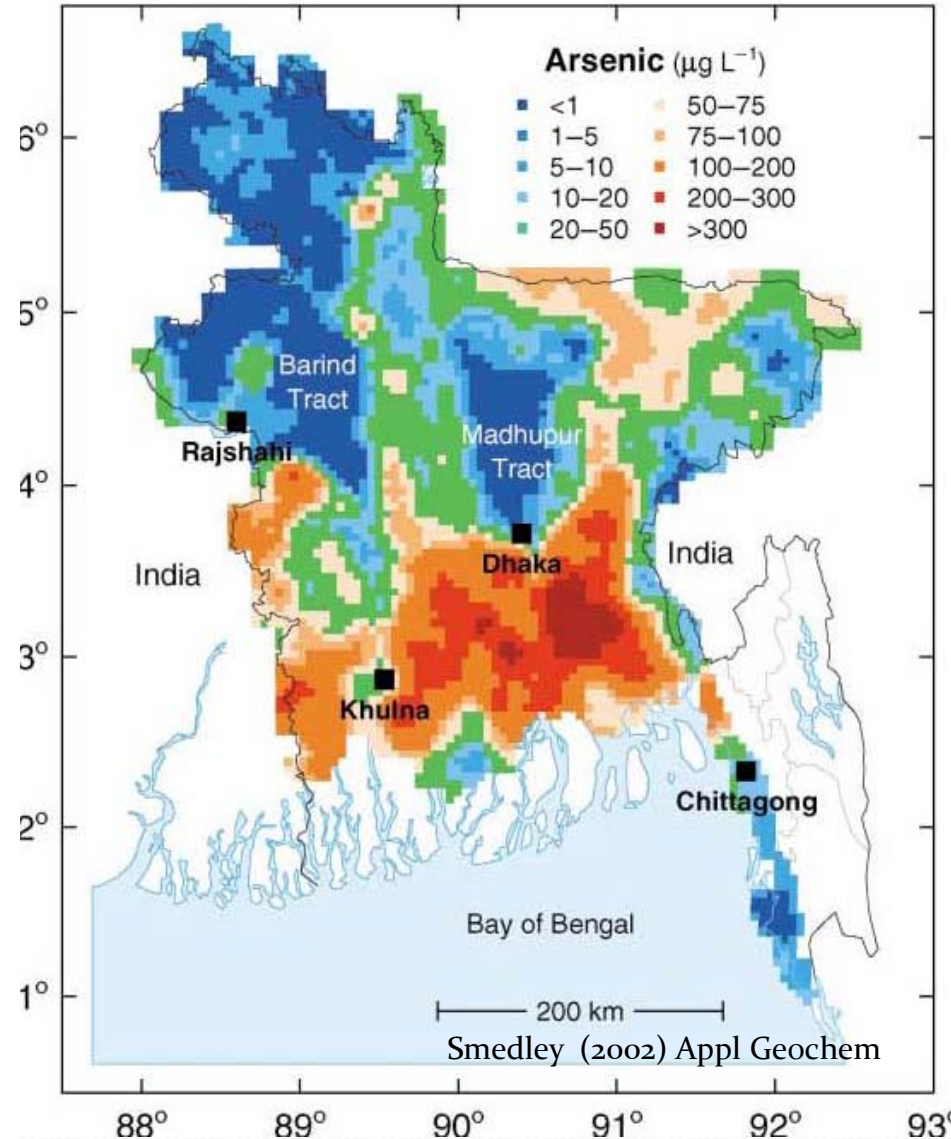 Arsenic (µg L⁻¹)
<1
1–5
5–10
10–20
20–50
50–75
75–100
100–200
200–300
>300
6°
5°
4°
3°
2°
1°
Barind
Tract
Rajshahi
Madhupur
Tract
Dhaka
India
India
Khulna
Chittagong
Bay of Bengal
200 km
Smedley (2002) Appl Geochem
88°
89°
90°
91°
92°
93°